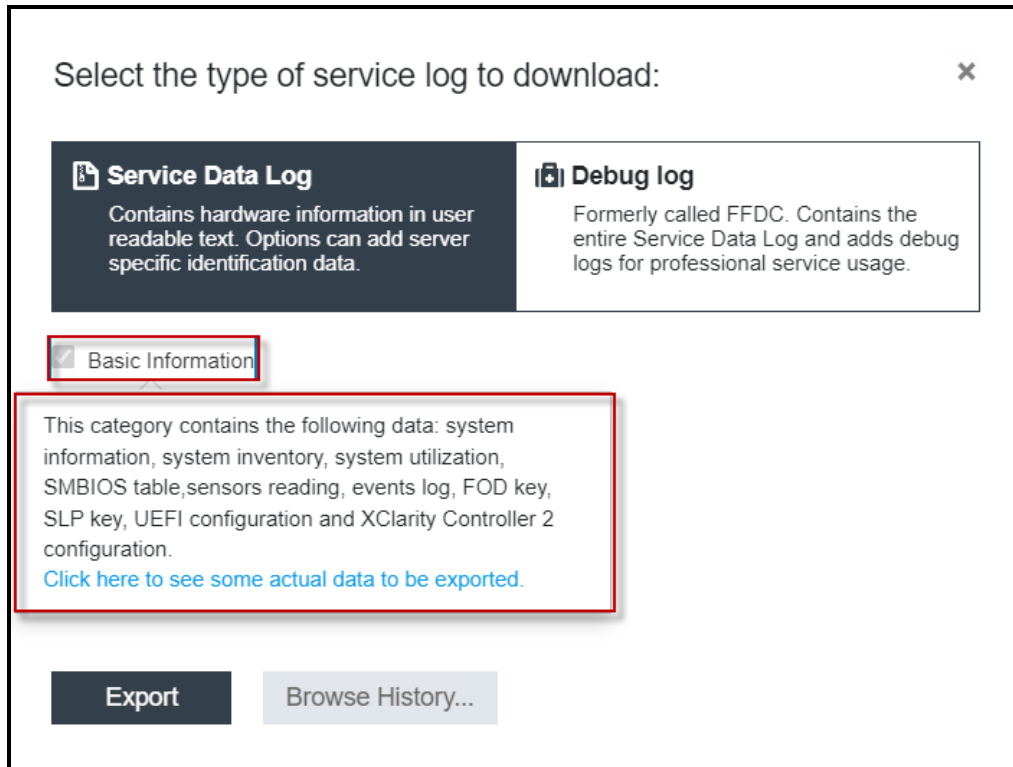 Select the type of service log to download:
Service Data Log
Contains hardware information in user
readable text. Options can add server
specific identification data.
Debug log
Formerly called FFDC. Contains the
entire Service Data Log and adds debug
logs for professional service usage.
Basic Information
This category contains the following data: system
information, system inventory, system utilization,
SMBIOS table,sensors reading, events log, FOD key,
SLP key, UEFI configuration and XClarity Controller 2
configuration.
Click here to see some actual data to be exported.
Export
Browse History...